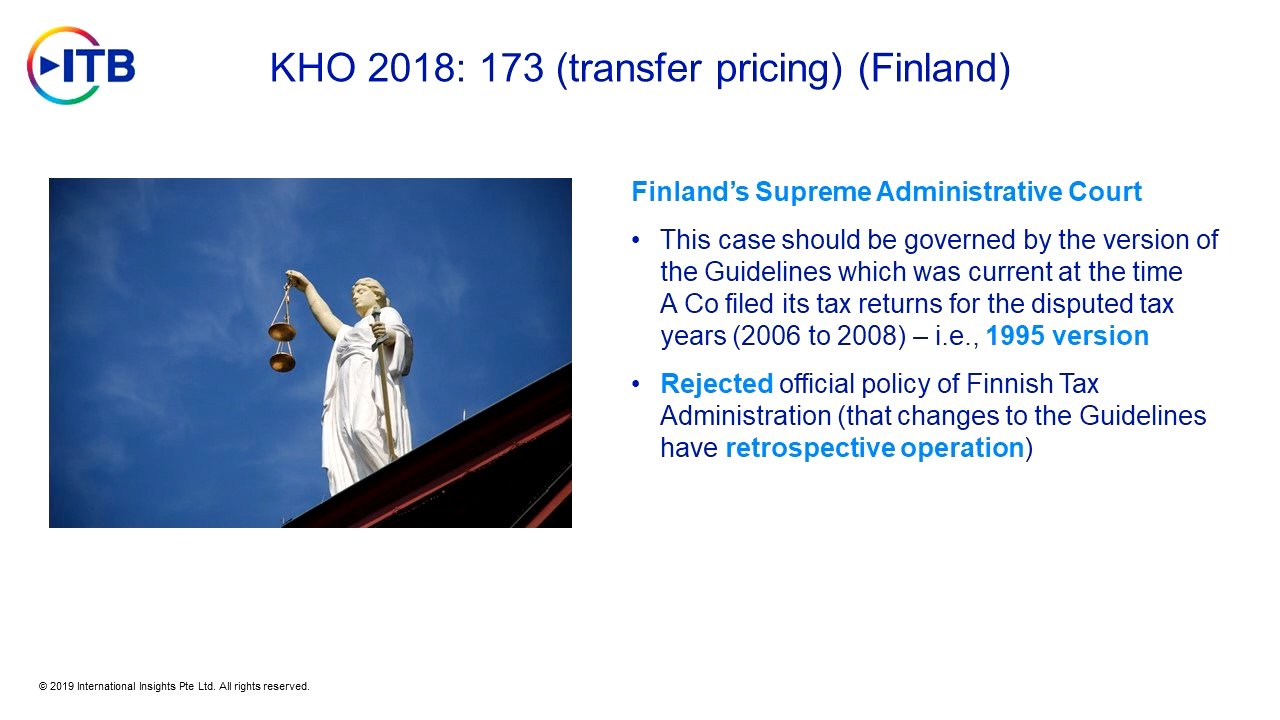 ITB
KHO 2018: 173 (transfer pricing) (Finland)
Finland’s Supreme Administrative Court
• This case should be governed by the version of
the Guidelines which was current at the time
A Co filed its tax returns for the disputed tax
years (2006 to 2008) – i.e., 1995 version
• Rejected official policy of Finnish Tax
Administration (that changes to the Guidelines
have retrospective operation)
© 2019 International Insights Pte Ltd. All rights reserved.